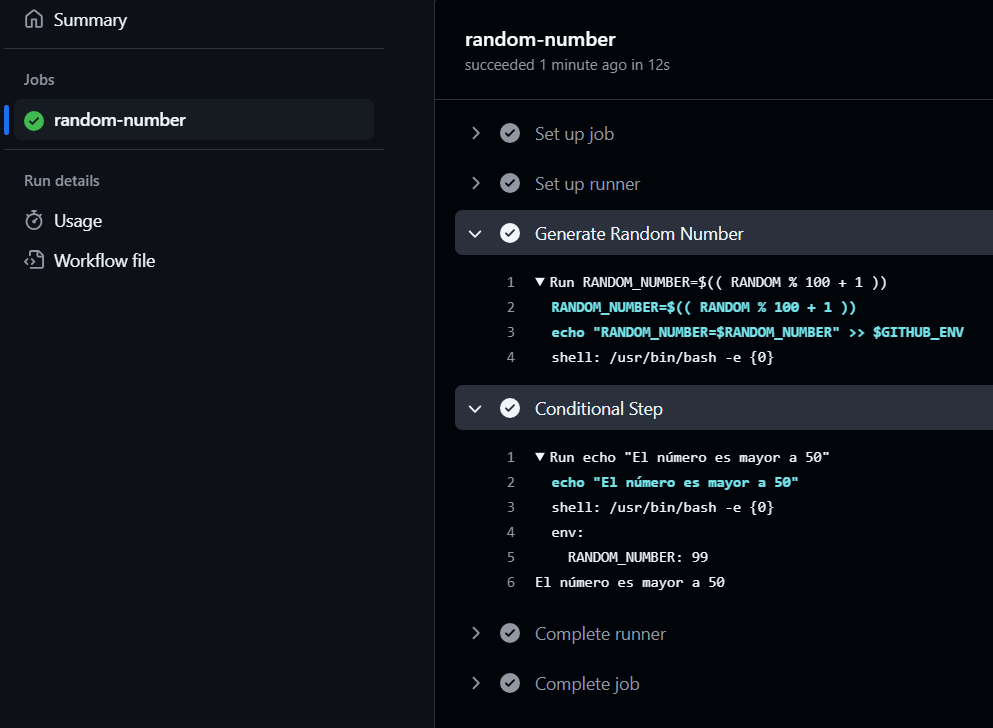 Summary
Jobs
random-number
Run details
Usage
Workflow file
random-number
succeeded 1 minute ago in 12s
Set up job
Set up runner
Generate Random Number
1 ▼ Run RANDOM_NUMBER=$(( RANDOM % 100 + 1 ))
2 RANDOM_NUMBER=$(( RANDOM % 100 + 1 ))
3 echo "RANDOM_NUMBER=$RANDOM_NUMBER" >> $GITHUB_ENV
4 shell: /usr/bin/bash -e {0}
Conditional Step
1 ▼ Run echo "El número es mayor a 50"
2 echo "El número es mayor a 50"
3 shell: /usr/bin/bash -e {0}
4 env:
5 RANDOM_NUMBER: 99
6 El número es mayor a 50
Complete runner
Complete job